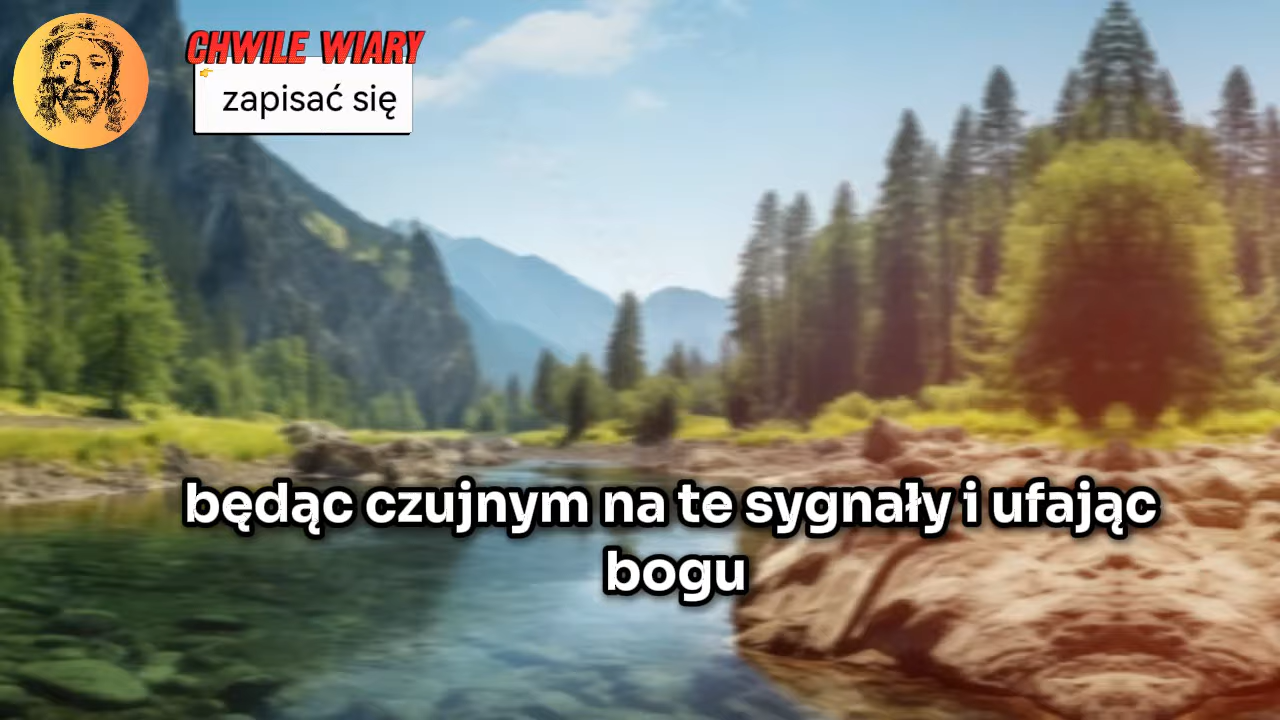 CHWILE WIARY
zapisać się
będąc czujnym na te sygnały i ufając
bogu